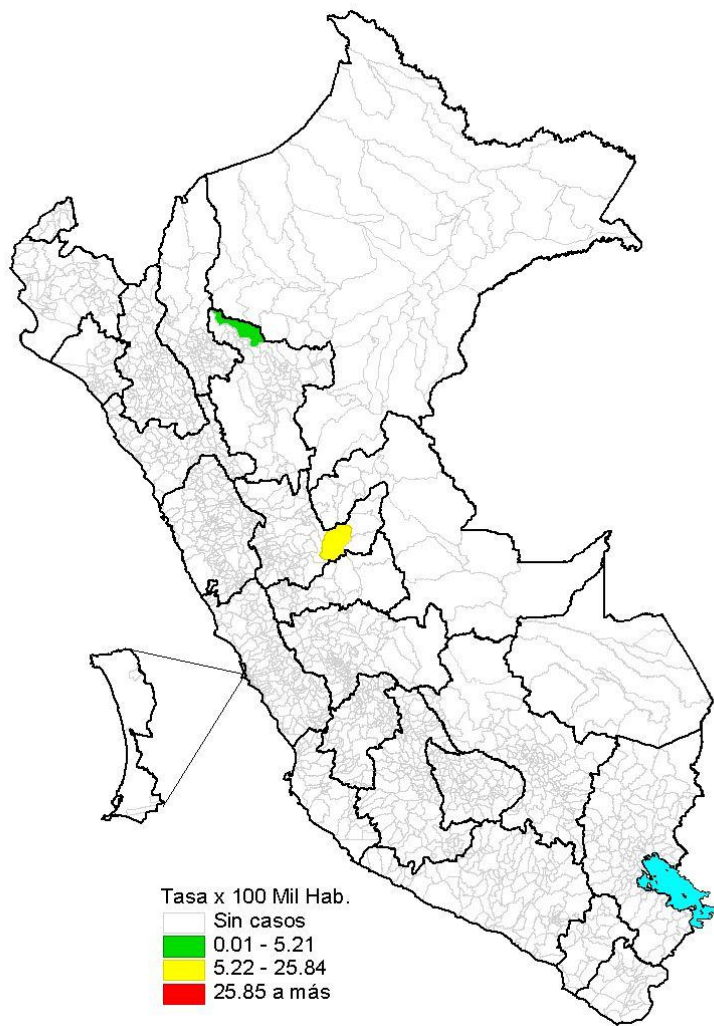 Tasa x 100 Mil Hab.
Sin casos
0.01 - 5.21
5.22 - 25.84
25.85 a más